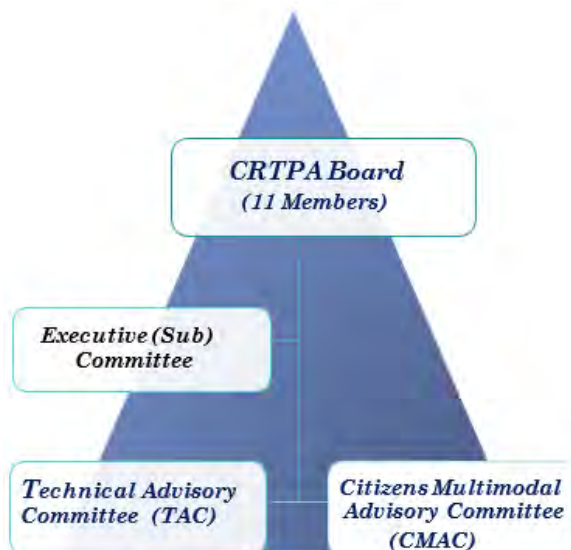 CRTPA Board
(11 Members)
Executive (Sub)
Committee
Technical Advisory
Committee (TAC)
Citizens Multimodal
Advisory Committee
(CMAC)